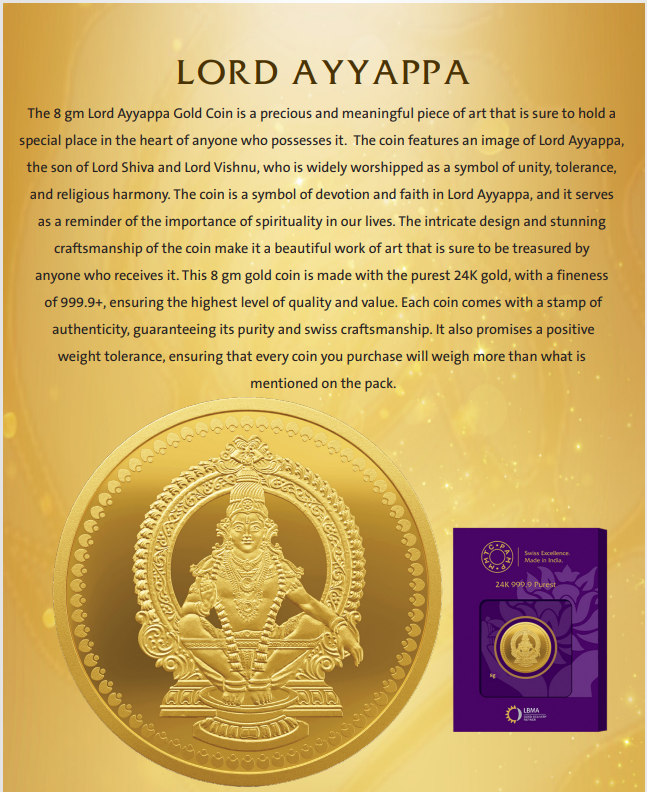 LORD AYYAPPA
The 8 gm Lord Ayyappa Gold Coin is a precious and meaningful piece of art that is sure to hold a
special place in the heart of anyone who possesses it. The coin features an image of Lord Ayyappa,
the son of Lord Shiva and Lord Vishnu, who is widely worshipped as a symbol of unity, tolerance,
and religious harmony. The coin is a symbol of devotion and faith in Lord Ayyappa, and it serves
as a reminder of the importance of spirituality in our lives. The intricate design and stunning
craftsmanship of the coin make it a beautiful work of art that is sure to be treasured by
anyone who receives it. This 8 gm gold coin is made with the purest 24K gold, with a fineness
of 999.9+, ensuring the highest level of quality and value. Each coin comes with a stamp of
authenticity, guaranteeing its purity and swiss craftsmanship. It also promises a positive
weight tolerance, ensuring that every coin you purchase will weigh more than what is
mentioned on the pack.
MMTC·PAMP
Swiss Excellence.
Made in India.
24K 999.9 Purest
LBMA